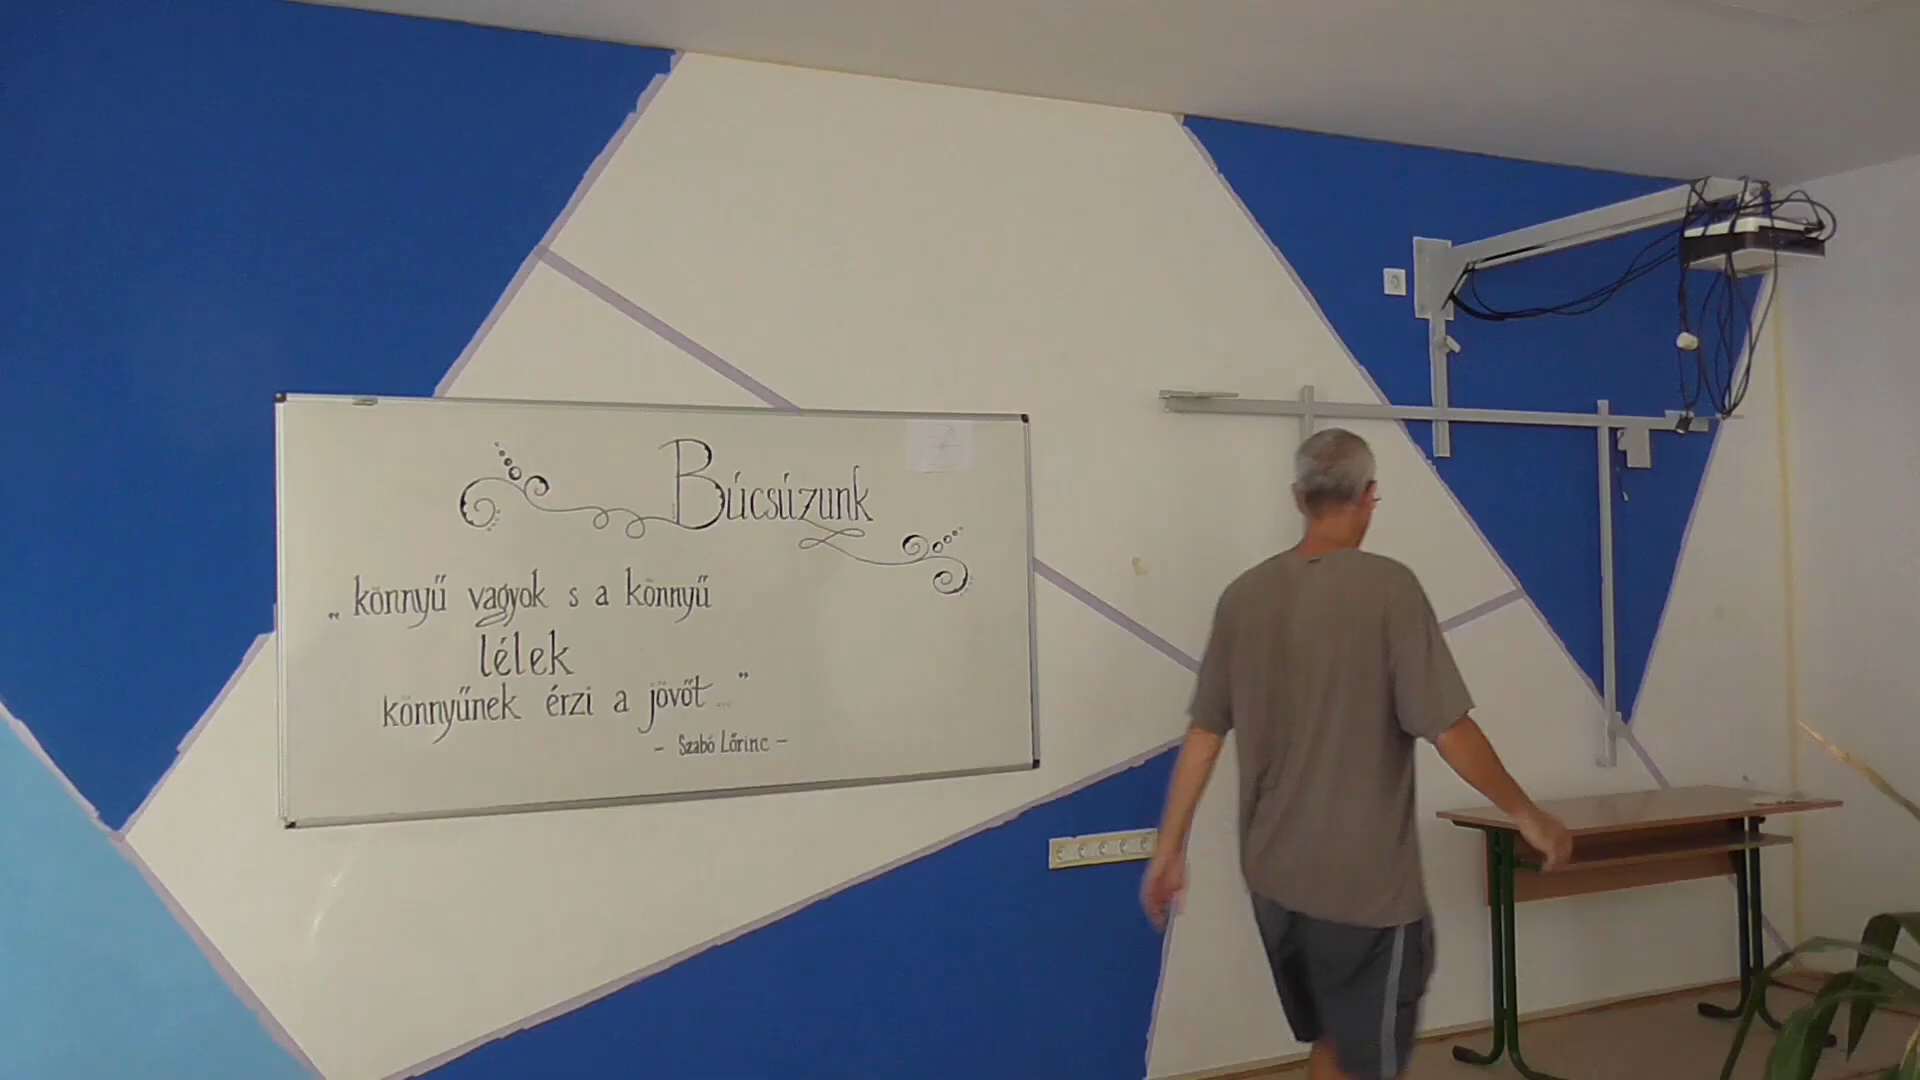 Búcsúzunk
„könnyű vagyok s a könnyű
lélek
könnyűnek érzi a jövőt..."
- Szabó Lőrinc -